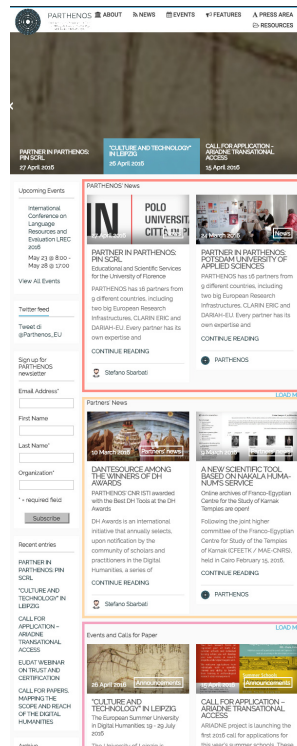 PARTHENOS
ABOUT
NEWS
EVENTS
FEATURES
PRESS AREA
RESOURCES
PARTNER IN PARTHENOS:
PIN SCRL
27 April 2016
"CULTURE AND TECHNOLOGY"
IN LEIPZIG
26 April 2016
CALL FOR APPLICATION –
ARIADNE TRANSATIONAL
ACCESS
15 April 2016
Upcoming Events
International
Conference on
Language
Resources and
Evaluation LREC
2016
May 23 @ 8:00 -
May 28 @ 17:00
View All Events
Twitter feed
Tweet di
@Parthenos_EU
Sign up for
PARTHENOS
newsletter
Email Address*
First Name
Last Name*
Organization*
* = required field
Subscribe
Recent entries
PARTNER IN
PARTHENOS: PIN
SCRL
"CULTURE AND
TECHNOLOGY" IN
LEIPZIG
CALL FOR
APPLICATION –
ARIADNE
TRANSATIONAL
ACCESS
EUDAT WEBINAR
ON TRUST AND
CERTIFICATION
CALL FOR PAPERS,
MAPPING THE
SCOPE AND REACH
OF THE DIGITAL
HUMANITIES
Archive
PARTHENOS' News
POLO
UNIVERSIT
CITTÀ
PARTNER IN PARTHENOS:
PIN SCRL
Educational and Scientific Services
for the University of Florence
PARTHENOS has 16 partners from
9 different countries, including
two big European Research
Infrastructures, CLARIN ERIC and
DARIAH-EU. Every partner has its
own expertise and
CONTINUE READING
Stefano Sbarbati
24 March 2016
News
PARTNER IN PARTHENOS:
POTSDAM UNIVERSITY OF
APPLIED SCIENCES
PARTHENOS has 16 partners from
9 different countries, including
two big European Research
Infrastructures, CLARIN ERIC and
DARIAH-EU. Every partner has its
own expertise and
CONTINUE READING
PARTHENOS
LOAD M
Partners' News
10 March 2016
Partners' news
DANTESOURCE AMONG
THE WINNERS OF DH
AWARDS
PARTHENOS' CNR ISTI awarded
with the Best DH Tools at the DH
Awards
DH Awards is an international
initiative that annually selects,
upon notification by the
community of scholars and
practitioners in the Digital
Humanities, a series of
CONTINUE READING
Stefano Sbarbati
9 March 2016
Partners' news
A NEW SCIENTIFIC TOOL
BASED ON NAKALA HUMA-
NUM'S SERVICE
Online archives of Franco-Egyptian
Centre for the Study of Karnak
Temples are open!
Following the joint higher
committee of the Franco-Egyptian
Centre for Study of the Temples
of Karnak (CFEETK / MAE-CNRS),
held in Cairo February 15, 2016,
CONTINUE READING
PARTHENOS
LOAD M
Events and Calls for Paper
26 April 2016
Announcements
"CULTURE AND
TECHNOLOGY" IN LEIPZIG
The European Summer University
in Digital Humanities: 19 - 29 July
2016
The University of Leipzig is
15 April 2016
Announcements
CALL FOR APPLICATION –
ARIADNE TRANSATIONAL
ACCESS
ARIADNE project is launching the
first 2016 call for applications for
this year's summer schools. These